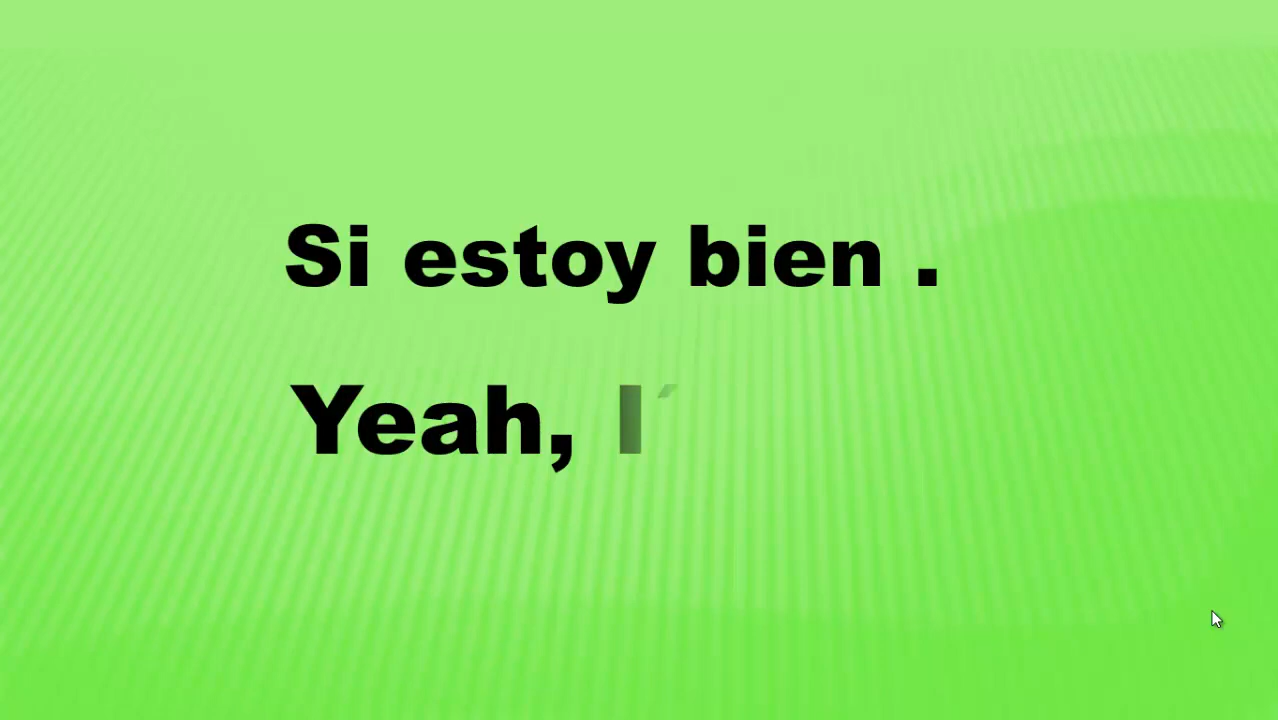 Si estoy bien .
Yeah, I´